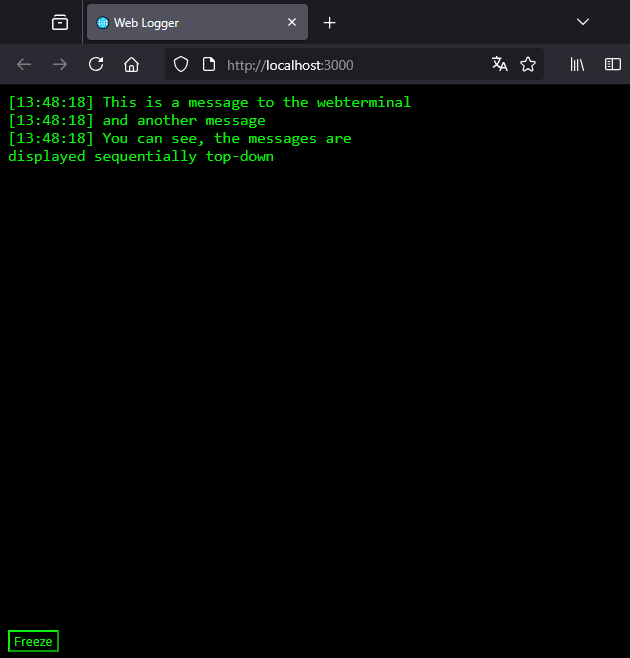 Web Logger
http://localhost:3000
[13:48:18] This is a message to the webterminal
[13:48:18] and another message
[13:48:18] You can see, the messages are
displayed sequentially top-down
Freeze